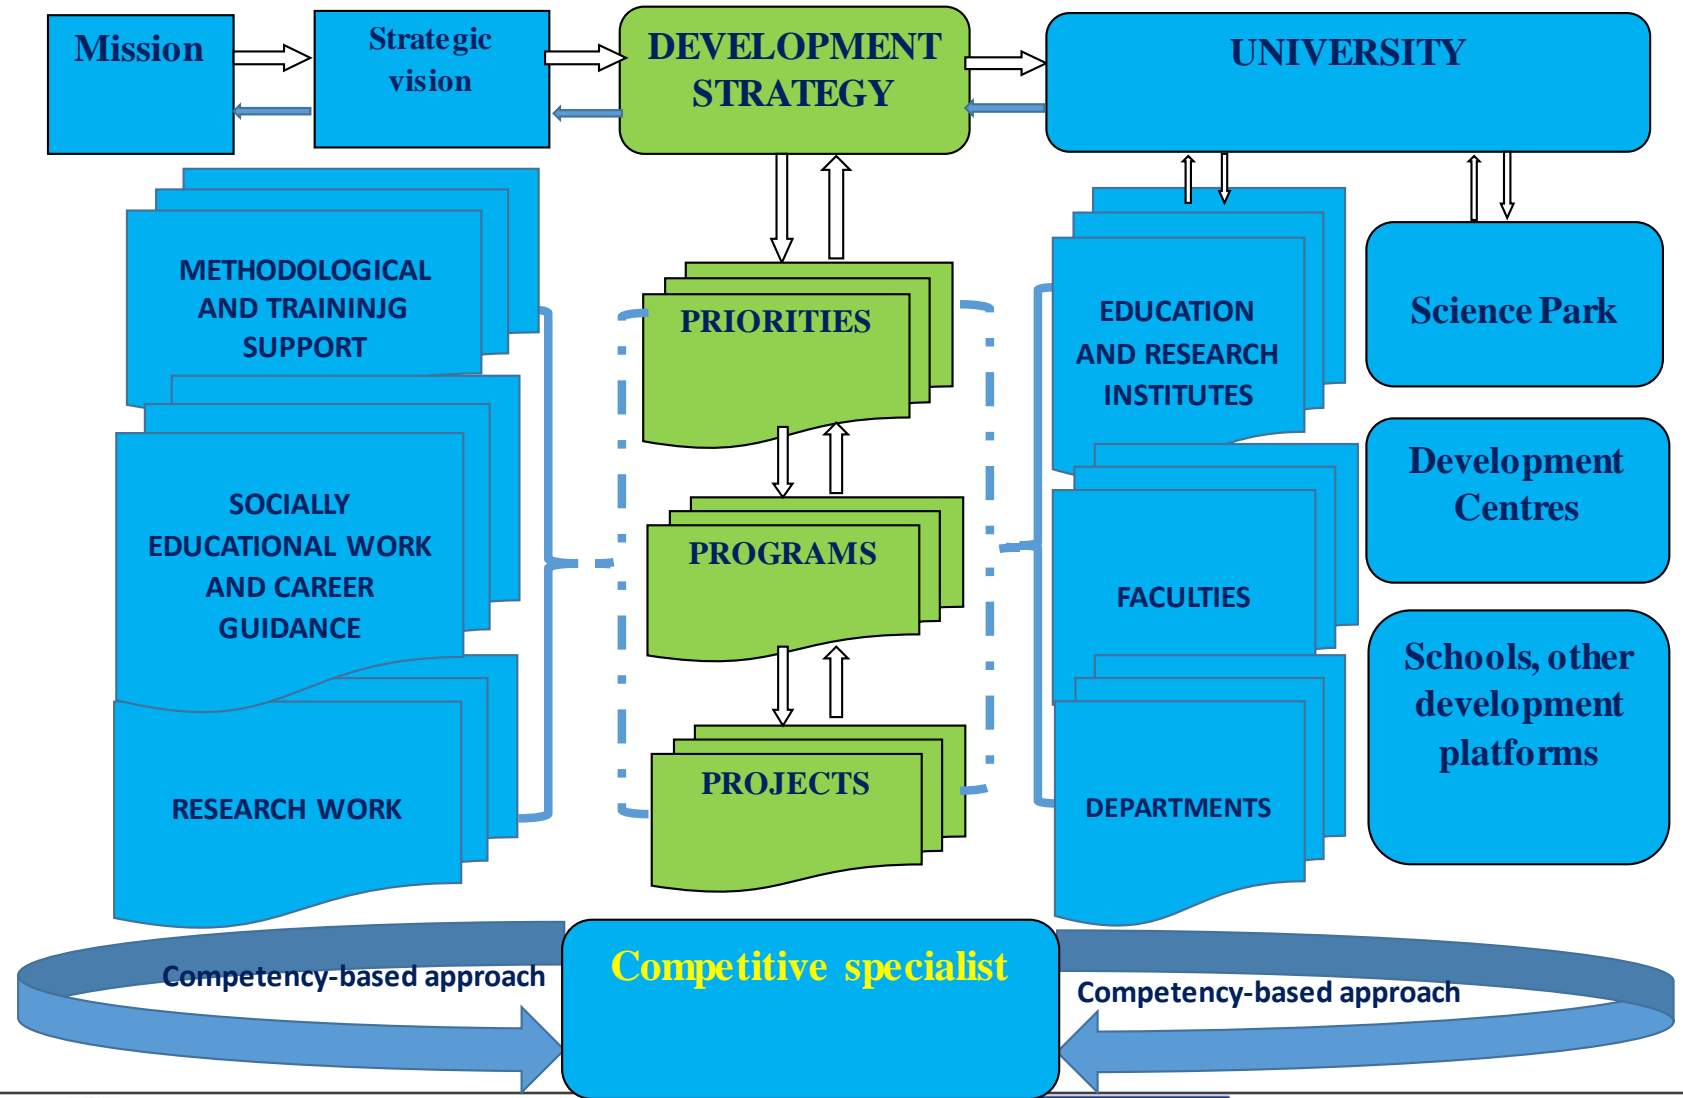 Mission
Strategic
vision
DEVELOPMENT
STRATEGY
UNIVERSITY
METHODOLOGICAL
AND TRAININJG
SUPPORT
SOCIALLY
EDUCATIONAL WORK
AND CAREER
GUIDANCE
RESEARCH WORK
PRIORITIES
PROGRAMS
PROJECTS
EDUCATION
AND RESEARCH
INSTITUTES
FACULTIES
DEPARTMENTS
Science Park
Development
Centres
Schools, other
development
platforms
Competency-based approach
Competitive specialist
Competency-based approach